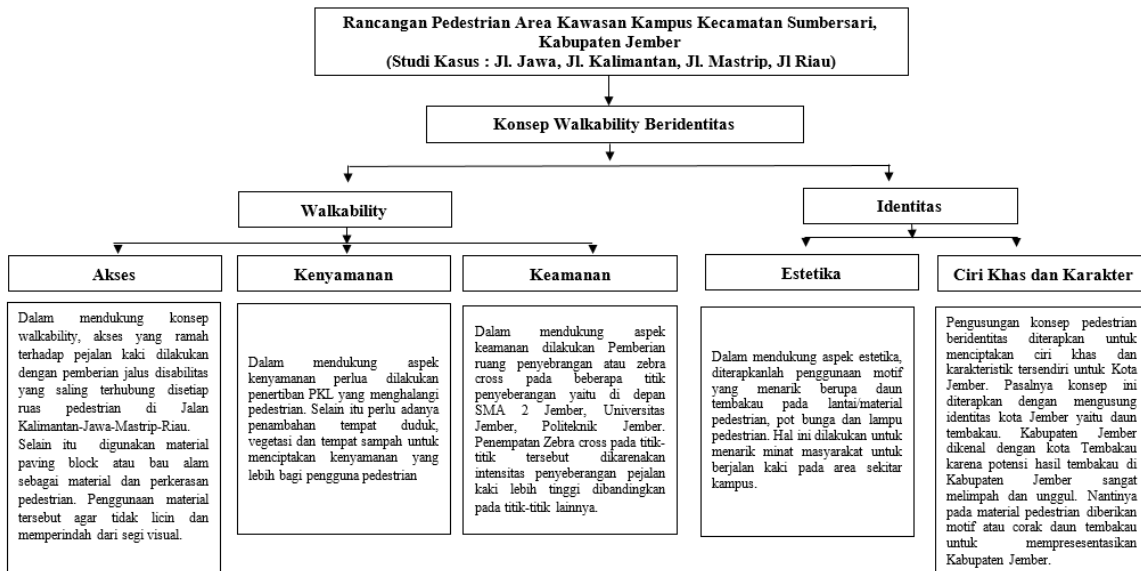 Rancangan Pedestrian Area Kawasan Kampus Kecamatan Sumbersari,
Kabupaten Jember
(Studi Kasus : Jl. Jawa, Jl. Kalimantan, Jl. Mastrip, Jl Riau)
Konsep Walkability Beridentitas
Walkability
Identitas
Akses
Kenyamanan
Keamanan
Estetika
Ciri Khas dan Karakter
Dalam mendukung konsep
walkability, akses yang ramah
terhadap pejalan kaki dilakukan
dengan pemberian jalus disabilitas
yang saling terhubung disetiap
ruas pedestrian di Jalan
Kalimantan-Jawa-Mastrip-Riau.
Selain itu digunakan material
paving block atau bau alam
sebagai material dan perkerasan
pedestrian. Penggunaan material
tersebut agar tidak licin dan
memperindah dari segi visual.
Dalam mendukung aspek
kenyamanan perlua dilakukan
penertiban PKL yang menghalangi
pedestrian. Selain itu perlu adanya
penambahan tempat duduk,
vegetasi dan tempat sampah untuk
menciptakan kenyamanan yang
lebih bagi pengguna pedestrian
Dalam mendukung aspek
keamanan dilakukan Pemberian
ruang penyebrangan atau zebra
cross pada beberapa titik
penyeberangan yaitu di depan
SMA 2 Jember, Universitas
Jember, Politeknik Jember.
Penempatan Zebra cross pada titik-
titik tersebut dikarenakan
intensitas penyeberangan pejalan
kaki lebih tinggi dibandingkan
pada titik-titik lainnya.
Dalam mendukung aspek estetika,
diterapkanlah penggunaan motif
yang menarik berupa daun
tembakau pada lantai/material
pedestrian, pot bunga dan lampu
pedestrian. Hal ini dilakukan untuk
menarik minat masyarakat untuk
berjalan kaki pada area sekitar
kampus.
Pengusungan konsep pedestrian
beridentitas diterapkan untuk
menciptakan ciri khas dan
karakteristik tersendiri untuk Kota
Jember. Pasalnya konsep ini
diterapkan dengan mengusung
identitas kota Jember yaitu daun
tembakau. Kabupaten Jember
dikenal dengan kota Tembakau
karena potensi hasil tembakau di
Kabupaten Jember sangat
melimpah dan unggul. Nantinya
pada material pedestrian diberikan
motif atau corak daun tembakau
untuk mempresesentasikan
Kabupaten Jember.